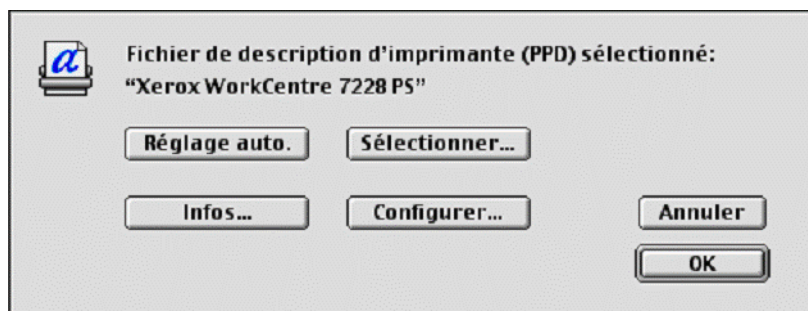 Fichier de description d'imprimante (PPD) sélectionné:
“Xerox WorkCentre 7228 PS”
Réglage auto. Sélectionner...
Infos... Configurer... Annuler
OK